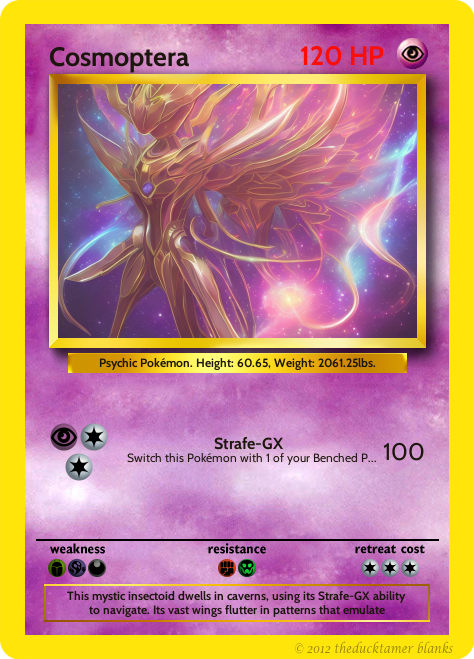 Cosmoptera
120 HP
Psychic Pokémon. Height: 60.65, Weight: 2061.25lbs.
Strafe-GX
Switch this Pokémon with 1 of your Benched P...
100
weakness
resistance
retreat cost
This mystic insectoid dwells in caverns, using its Strafe-GX ability
to navigate. Its vast wings flutter in patterns that emulate
© 2012 theducktamer blanks